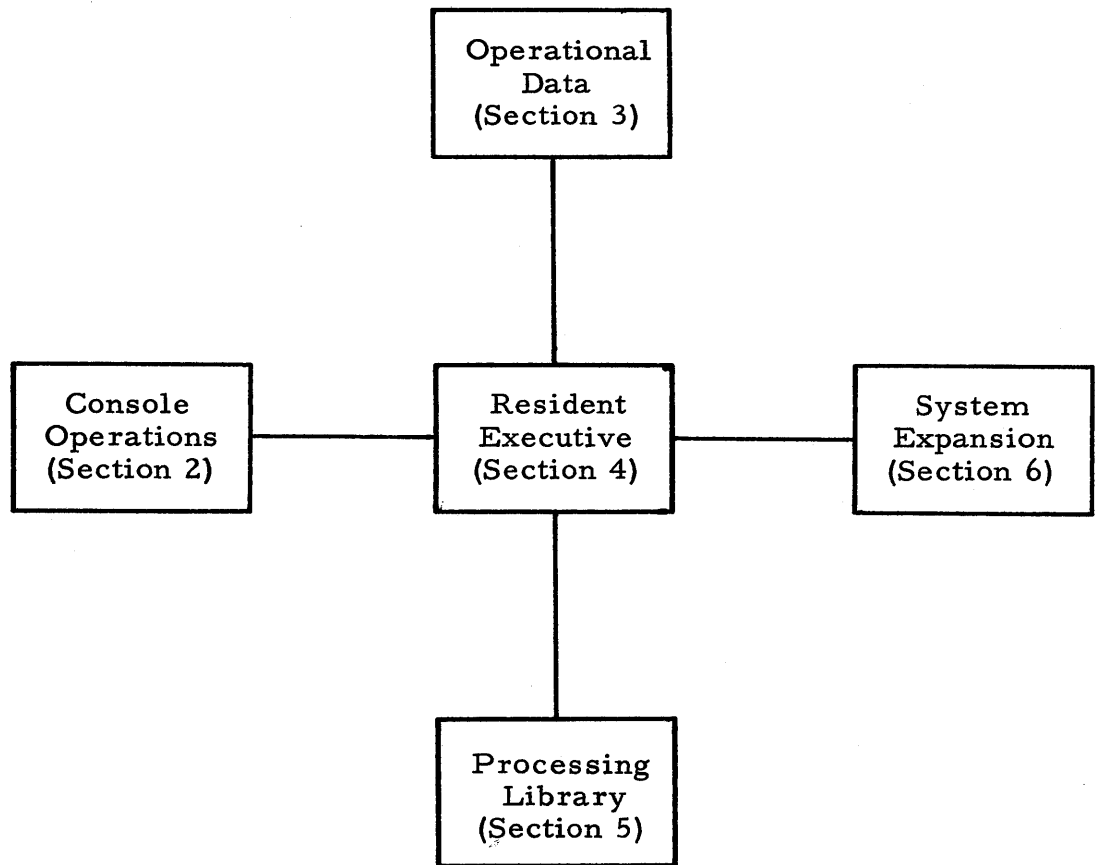 Operational
Data
(Section 3)
Console
Operations
(Section 2)
Resident
Executive
(Section 4)
System
Expansion
(Section 6)
Processing
Library
(Section 5)